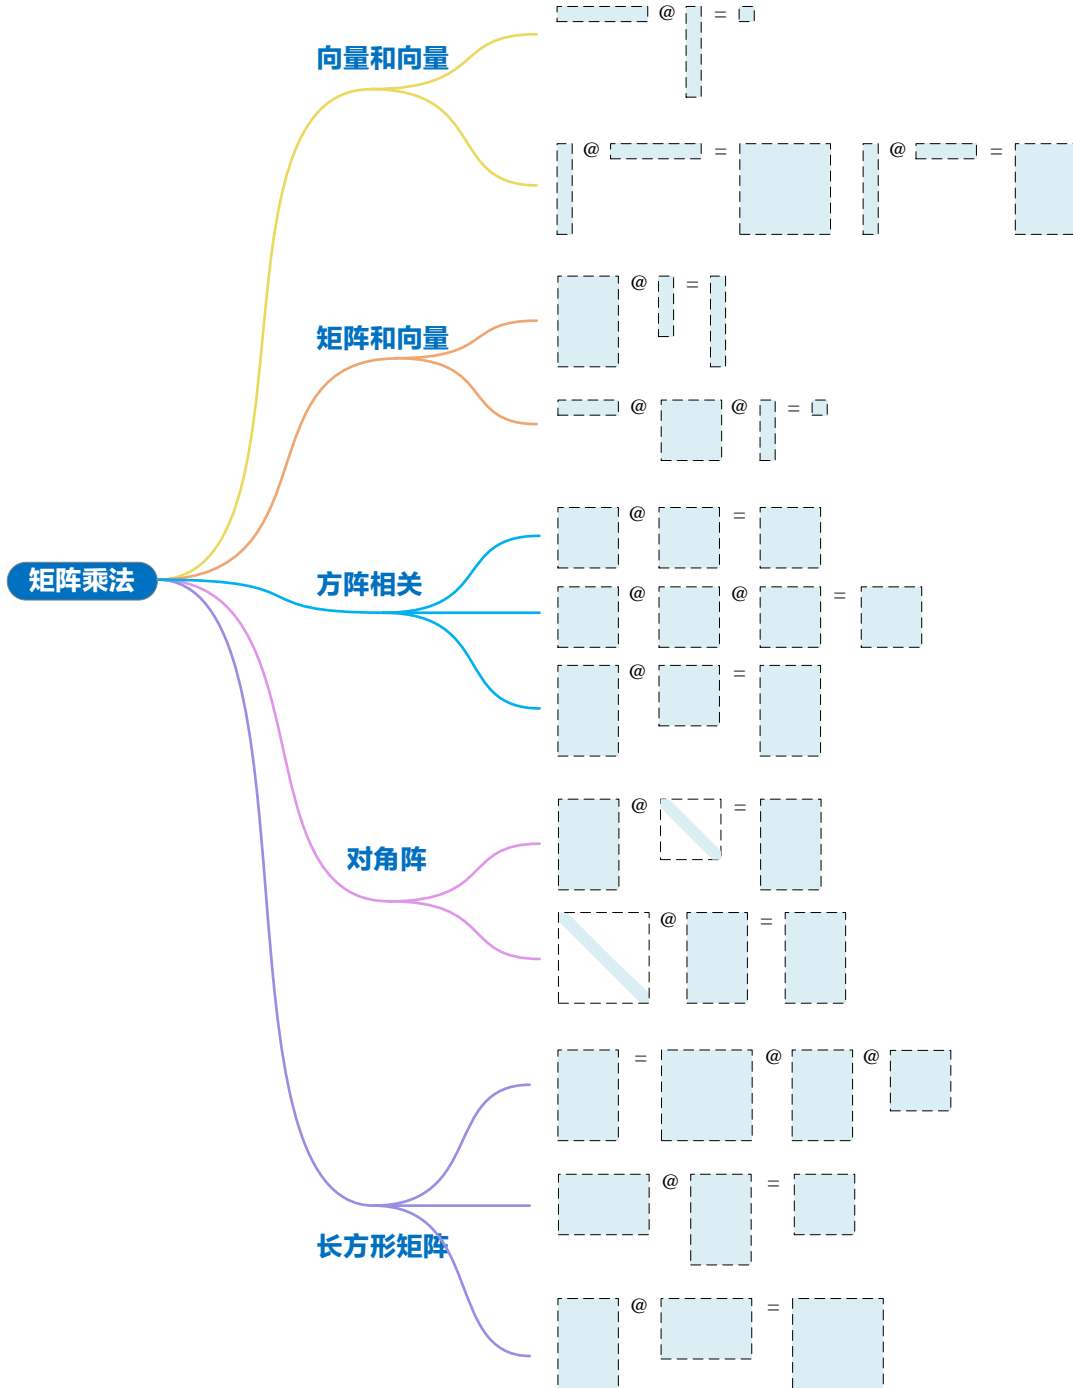 @ =
向量和向量
@ = @ =
@ =
矩阵和向量
@ @ =
@ =
矩阵乘法
方阵相关
@ @ =
@ =
@ =
对角阵
@ =
= @ @
@ =
长方形矩阵
@ =